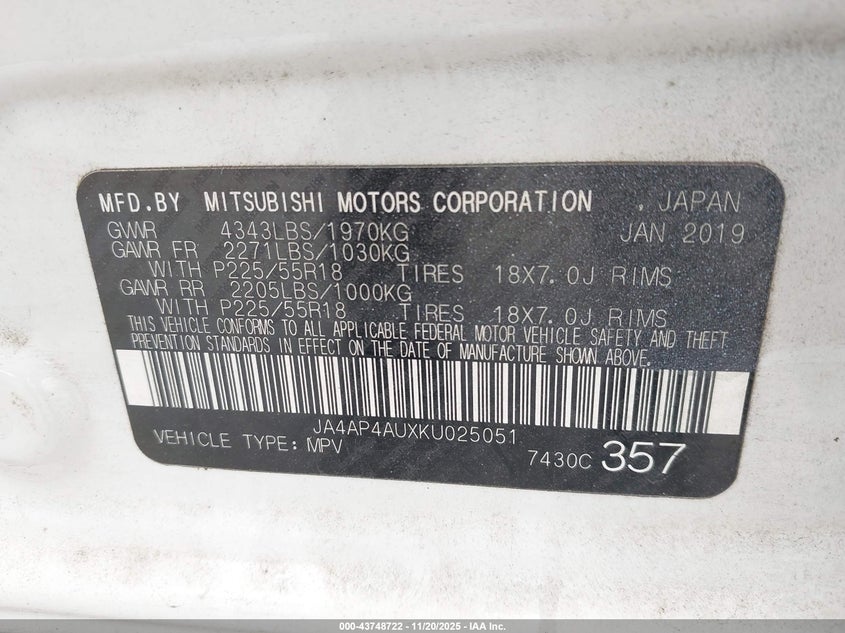 MFD.BY MITSUBISHI MOTORS CORPORATION . JAPAN
GVWR 4343LBS/1970KG JAN 2019
GAWR FR 2271LBS/1030KG
WITH P225/55R18 TIRES 18X7.0J RIMS
GAWR RR 2205LBS/1000KG
WITH P225/55R18 TIRES 18X7.0J RIMS
THIS VEHICLE CONFORMS TO ALL APPLICABLE FEDERAL MOTOR VEHICLE SAFETY AND THEFT
PREVENTION STANDARDS IN EFFECT ON THE DATE OF MANUFACTURE SHOWN ABOVE.
JA4AP4AUXKU025051
VEHICLE TYPE: MPV 7430C 357
000-43748722 - 11/20/2025 - IAA Inc.